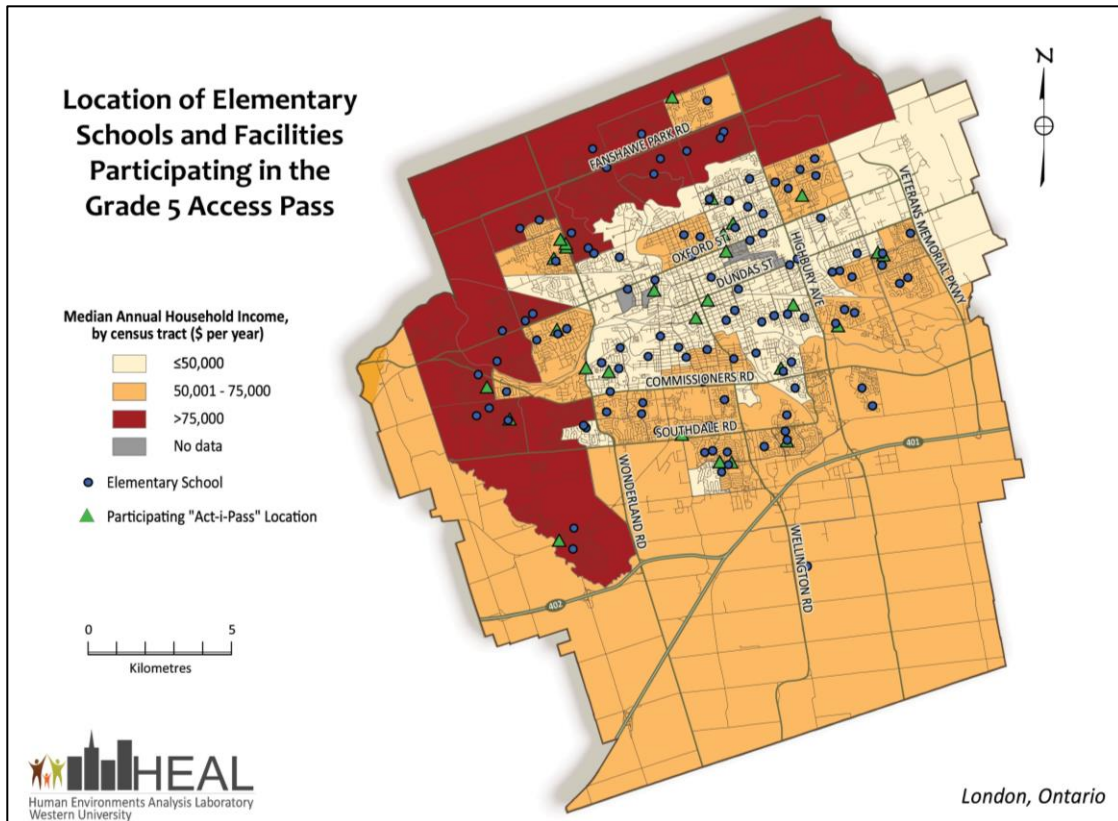 Location of Elementary
Schools and Facilities
Participating in the
Grade 5 Access Pass
N
FANSHAWE PARK RD
VETERANS MEMORIAL PKWY
OXFORD ST
HIGHBURY AVE
DUNDAS ST
Median Annual Household Income,
by census tract ($ per year)
≤50,000
50,001 - 75,000
>75,000
No data
Elementary School
Participating "Act-i-Pass" Location
COMMISSIONERS RD
SOUTHDALE RD
401
WONDERLAND RD
WELLINGTON RD
402
0 5
Kilometres
HEAL
Human Environments Analysis Laboratory
Western University
London, Ontario